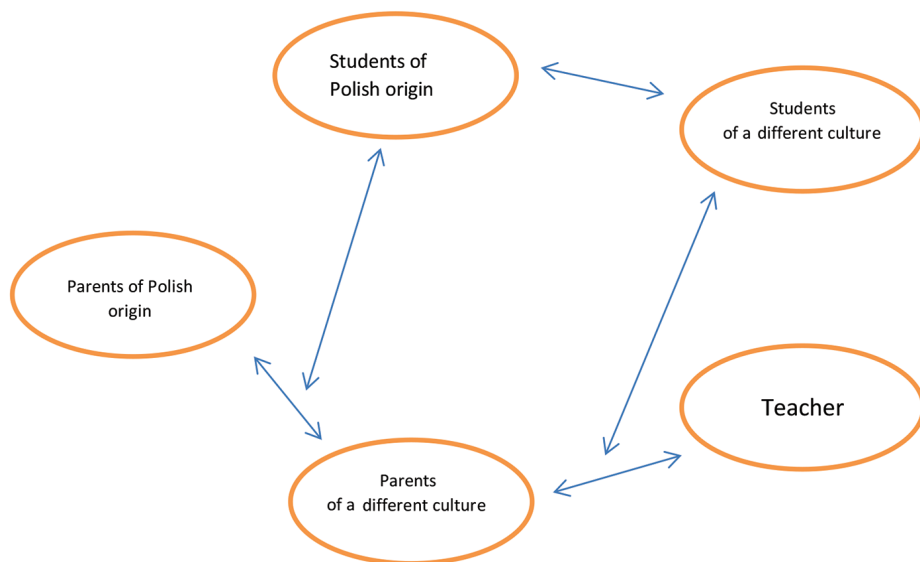 Students of
Polish origin
Students
of a different culture
Parents of Polish
origin
Teacher
Parents
of a different culture